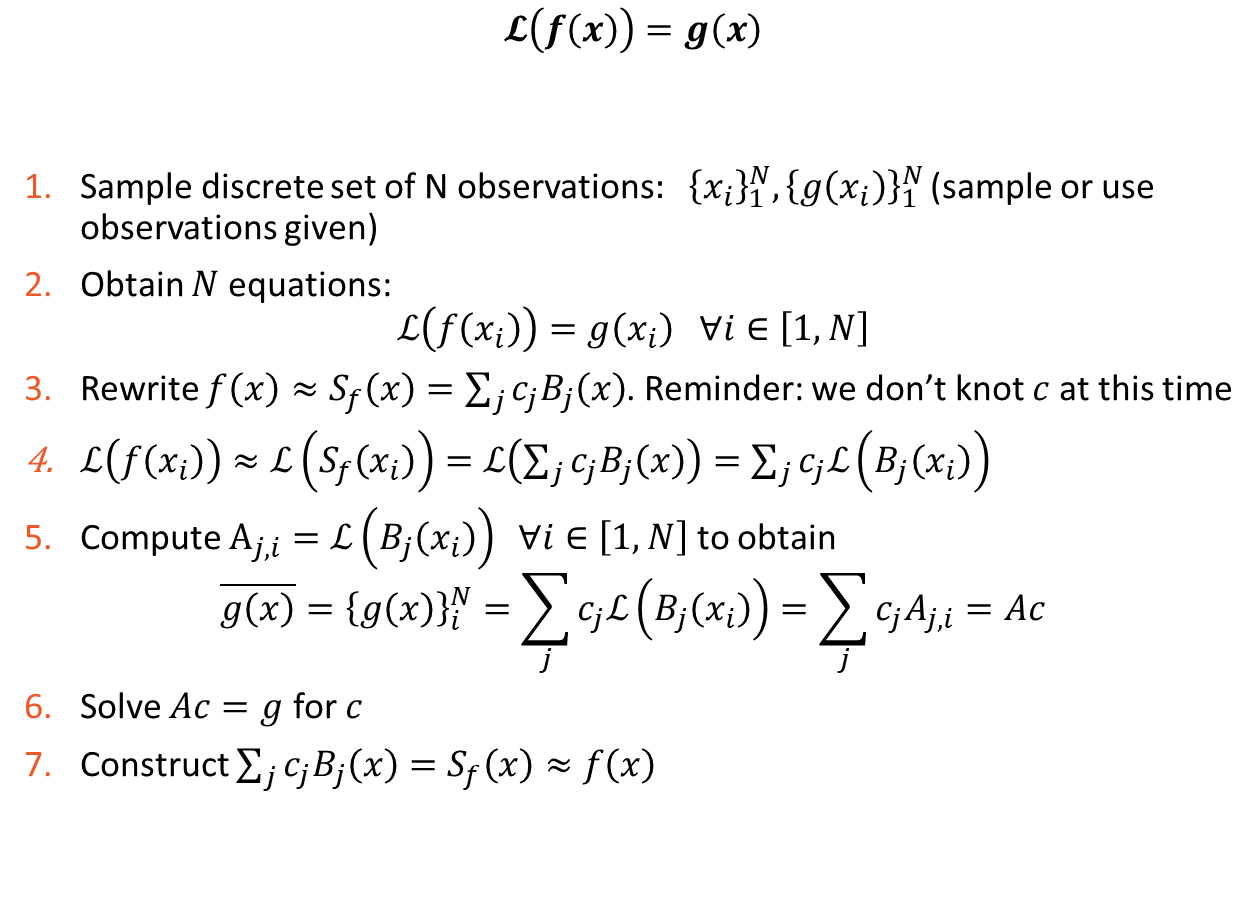 𝓛(f(x)) = g(x)
1. Sample discrete set of N observations: {xᵢ}₁ᴺ, {g(xᵢ)}₁ᴺ (sample or use
observations given)
2. Obtain N equations:
ℒ(f(xᵢ)) = g(xᵢ) ∀i ∈ [1, N]
3. Rewrite f(x) ≈ S_f(x) = ∑ⱼ cⱼBⱼ(x). Reminder: we don’t knot c at this time
4. ℒ(f(xᵢ)) ≈ ℒ(S_f(xᵢ)) = ℒ(∑ⱼ cⱼBⱼ(x)) = ∑ⱼ cⱼℒ(Bⱼ(xᵢ))
5. Compute A_{j,i} = ℒ(Bⱼ(xᵢ)) ∀i ∈ [1, N] to obtain
\overline{g(x)} = {g(x)}ᵢᴺ = ∑ⱼ cⱼℒ(Bⱼ(xᵢ)) = ∑ⱼ cⱼA_{j,i} = Ac
6. Solve Ac = g for c
7. Construct ∑ⱼ cⱼBⱼ(x) = S_f(x) ≈ f(x)